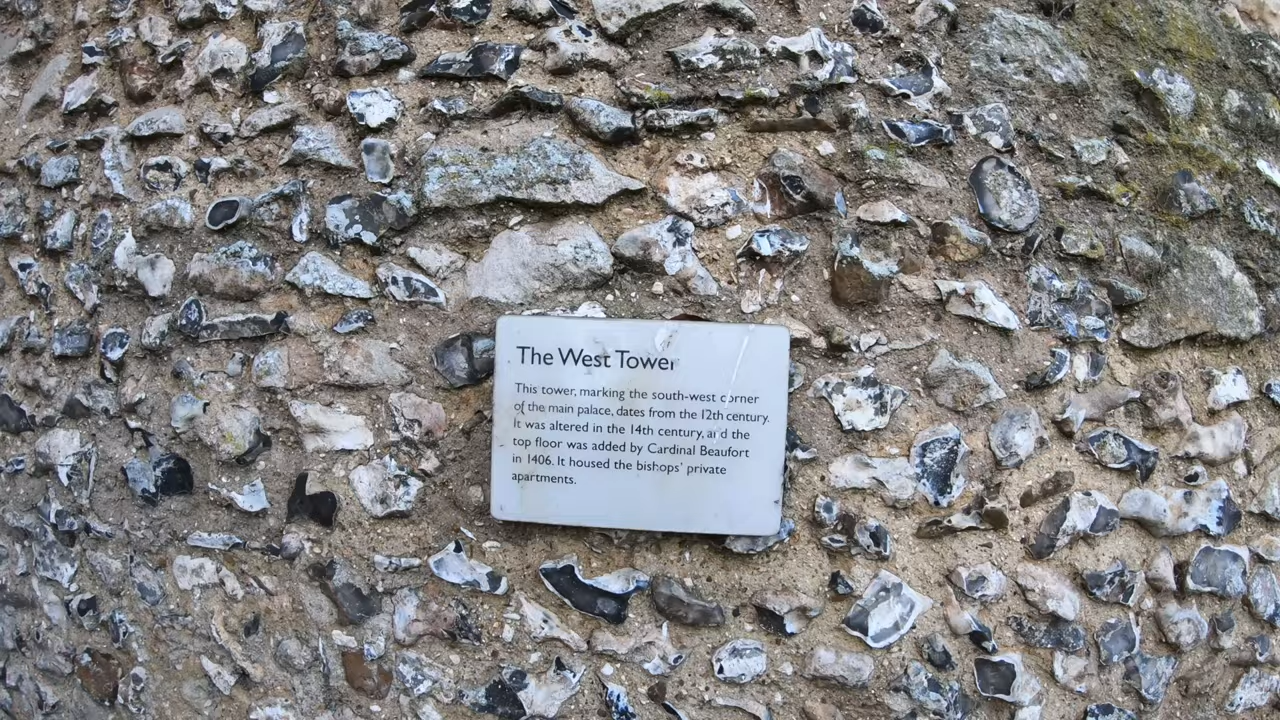 The West Tower
This tower, marking the south-west corner
of the main palace, dates from the 12th century.
It was altered in the 14th century, and the
top floor was added by Cardinal Beaufort
in 1406. It housed the bishops' private
apartments.